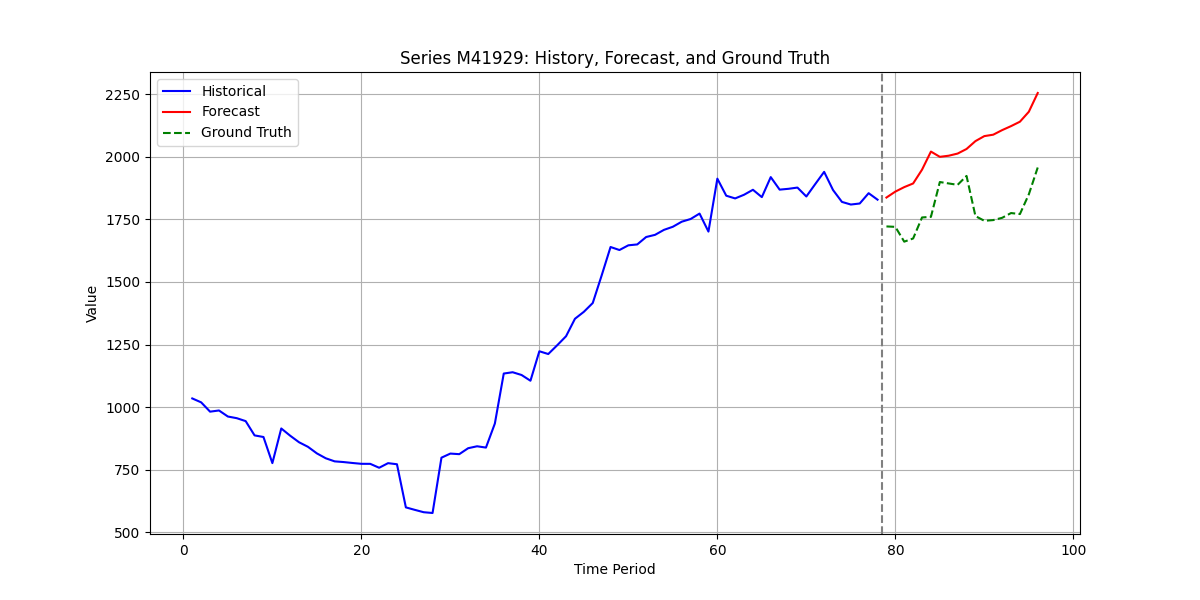 Series M41929: History, Forecast, and Ground Truth
Historical
Forecast
Ground Truth
Value
2250
2000
1750
1500
1250
1000
750
500
0 20 40 60 80 100
Time Period